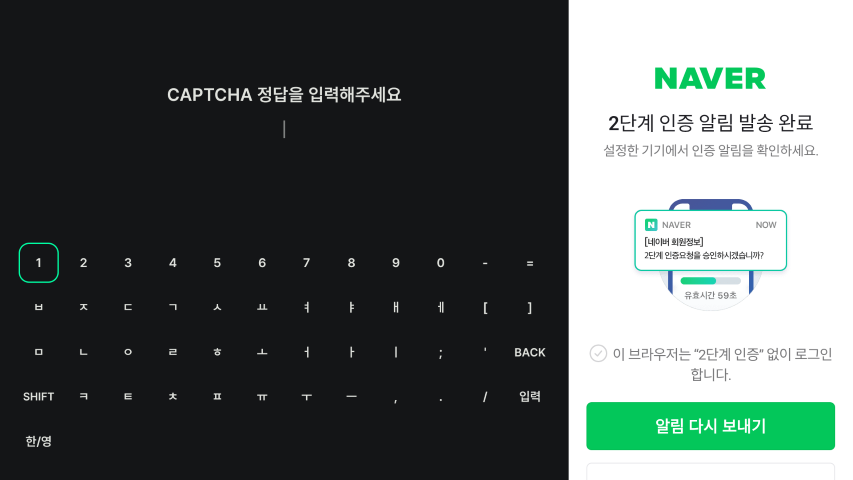 CAPTCHA 정답을 입력해주세요
1 2 3 4 5 6 7 8 9 0 - =
ㅂ ㅈ ㄷ ㄱ ㅅ ㅛ ㅕ ㅑ ㅐ ㅔ [ ]
ㅁ ㄴ ㅇ ㄹ ㅎ ㅗ ㅓ ㅏ ㅣ ; ' BACK
SHIFT ㅋ ㅌ ㅊ ㅍ ㅠ ㅜ ㅡ , . / 입력
한/영
NAVER
2단계 인증 알림 발송 완료
설정한 기기에서 인증 알림을 확인하세요.
N NAVER NOW
[네이버 회원정보]
2단계 인증요청을 승인하시겠습니까?
유효시간 59초
이 브라우저는 “2단계 인증” 없이 로그인
합니다.
알림 다시 보내기